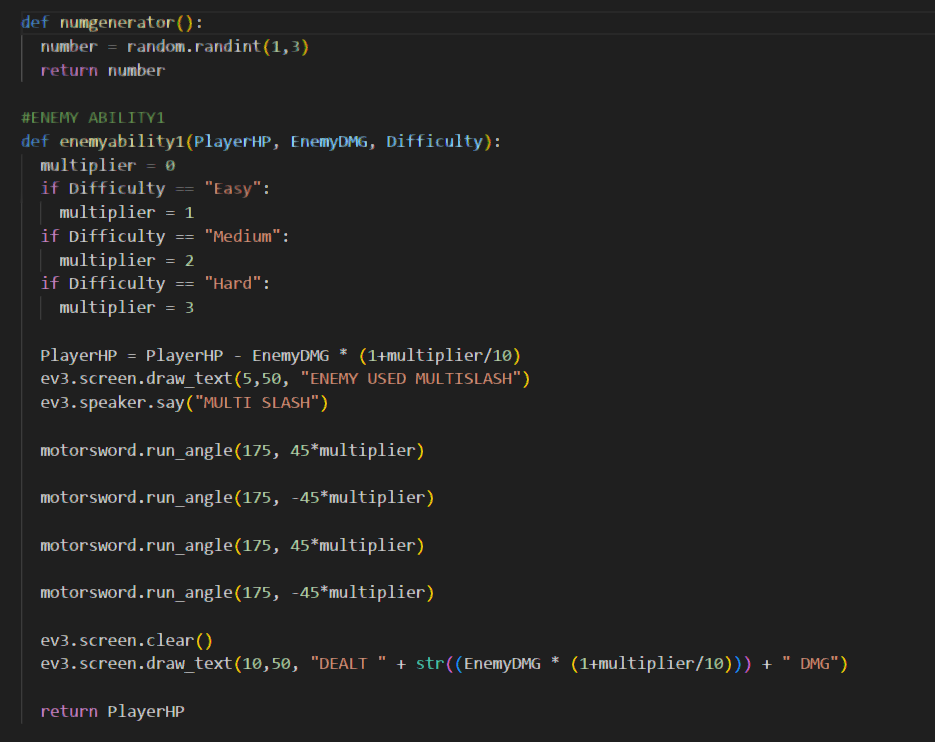 def numgenerator():
  number = random.randint(1,3)
  return number

#ENEMY ABILITY1
def enemyability1(PlayerHP, EnemyDMG, Difficulty):
  multiplier = 0
  if Difficulty == "Easy":
    multiplier = 1
  if Difficulty == "Medium":
    multiplier = 2
  if Difficulty == "Hard":
    multiplier = 3

  PlayerHP = PlayerHP - EnemyDMG * (1+multiplier/10)
  ev3.screen.draw_text(5,50, "ENEMY USED MULTISLASH")
  ev3.speaker.say("MULTI SLASH")

  motorsword.run_angle(175, 45*multiplier)

  motorsword.run_angle(175, -45*multiplier)

  motorsword.run_angle(175, 45*multiplier)

  motorsword.run_angle(175, -45*multiplier)

  ev3.screen.clear()
  ev3.screen.draw_text(10,50, "DEALT " + str((EnemyDMG * (1+multiplier/10))) + " DMG")

  return PlayerHP